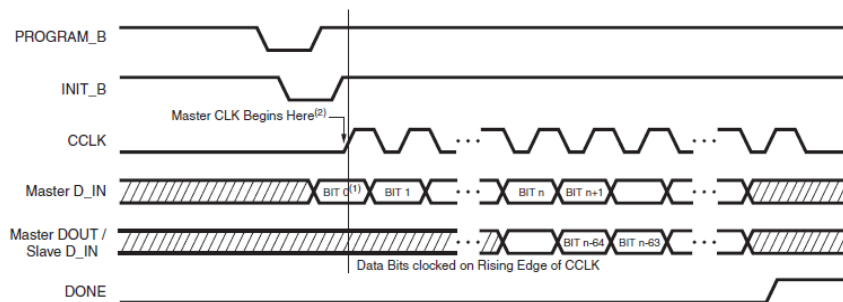 PROGRAM_B
INIT_B
Master CLK Begins Here(2)
CCLK
Master D_IN
BIT 0(1)
BIT 1
BIT n
BIT n+1
Master DOUT /
Slave D_IN
BIT n-64
BIT n-63
Data Bits clocked on Rising Edge of CCLK
DONE